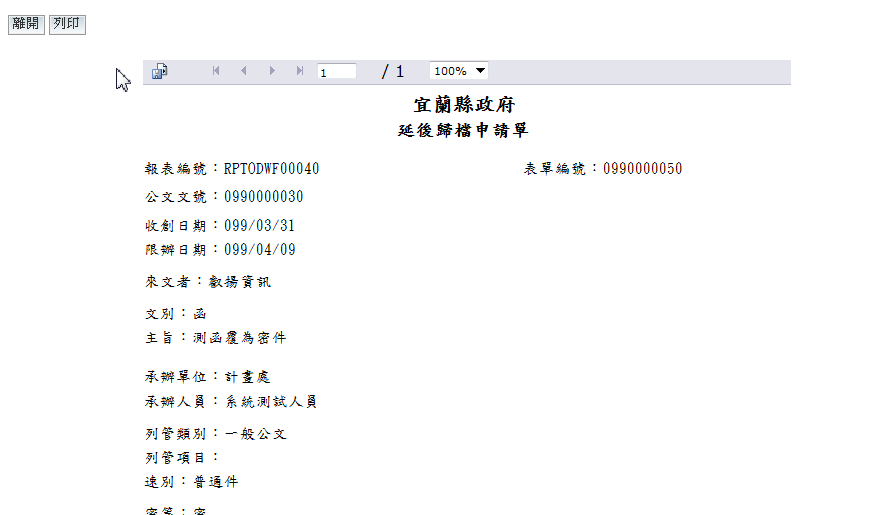 離開 列印
1 / 1 100%
宜蘭縣政府
延後歸檔申請單
報表編號：RPTODWF00040 表單編號：0990000050
公文文號：0990000030
收創日期：099/03/31
限辦日期：099/04/09
來文者：叡揚資訊
文別：函
主旨：測函覆為密件
承辦單位：計畫處
承辦人員：系統測試人員
列管類別：一般公文
列管項目：
速別：普通件
密等：密